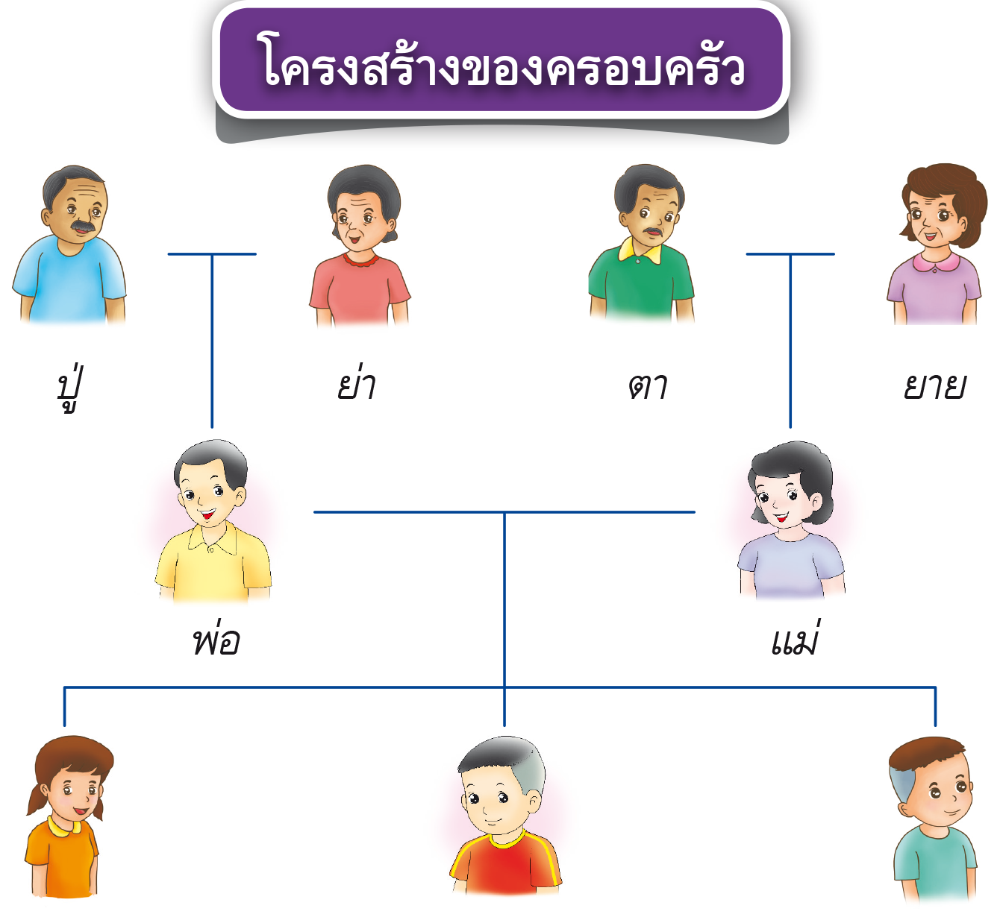 โครงสร้างของครอบครัว
ปู่ ย่า ตา ยาย
พ่อ แม่